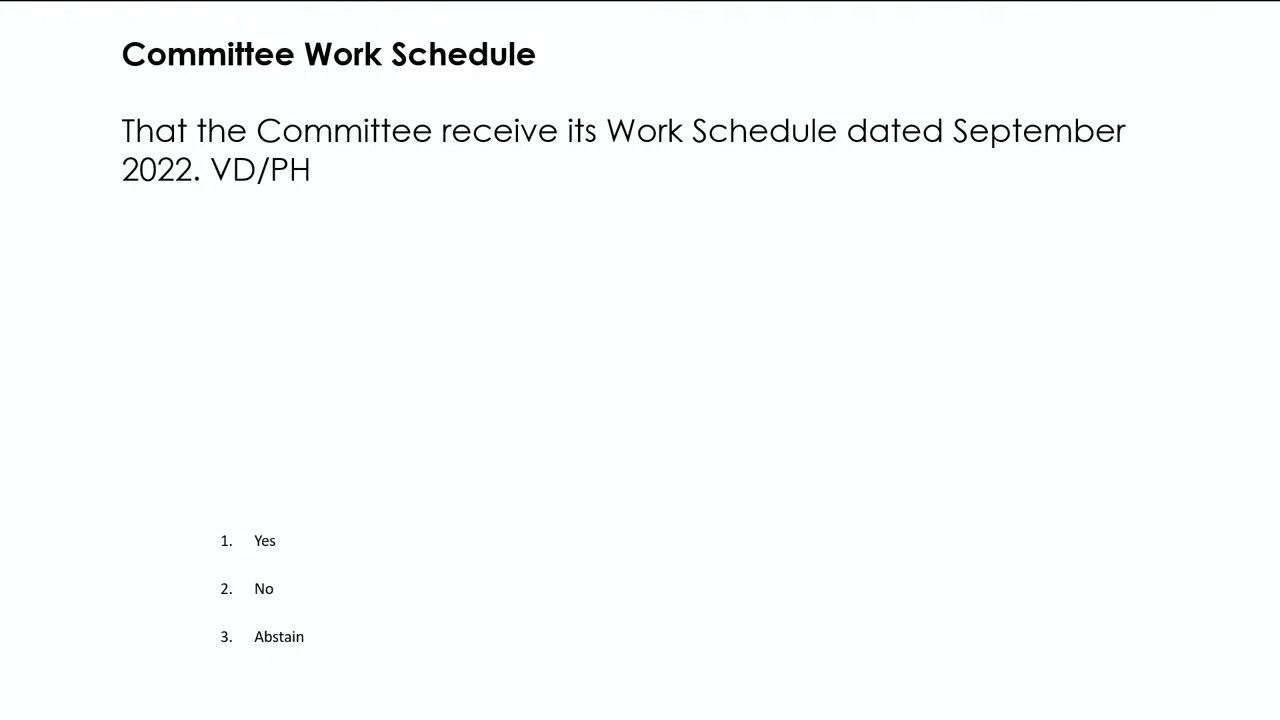 Committee Work Schedule
That the Committee receive its Work Schedule dated September
2022. VD/PH
1. Yes
2. No
3. Abstain